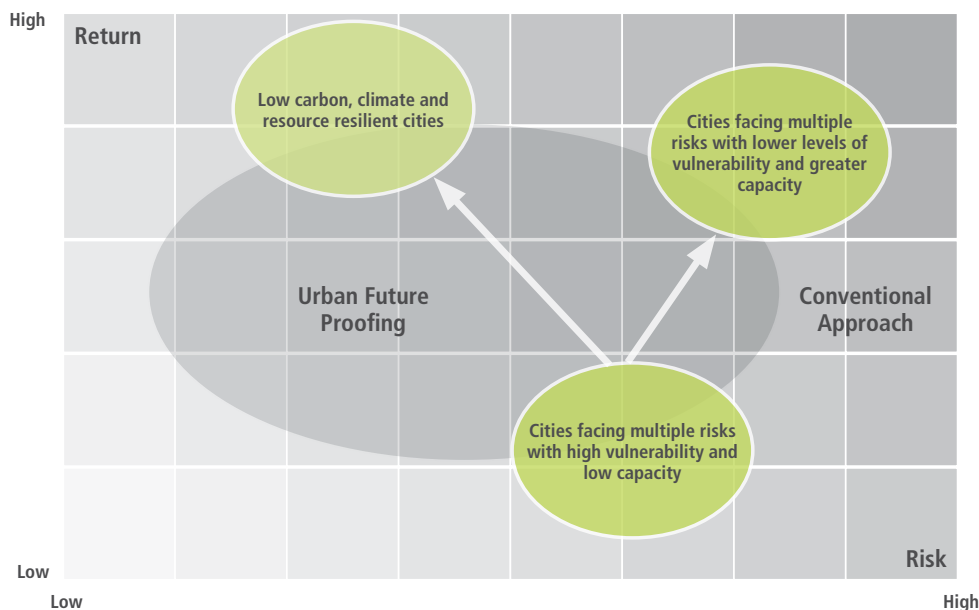 High
Return
Low carbon, climate and
resource resilient cities
Cities facing multiple
risks with lower levels of
vulnerability and greater
capacity
Urban Future
Proofing
Conventional
Approach
Cities facing multiple risks
with high vulnerability and
low capacity
Risk
Low
Low
High